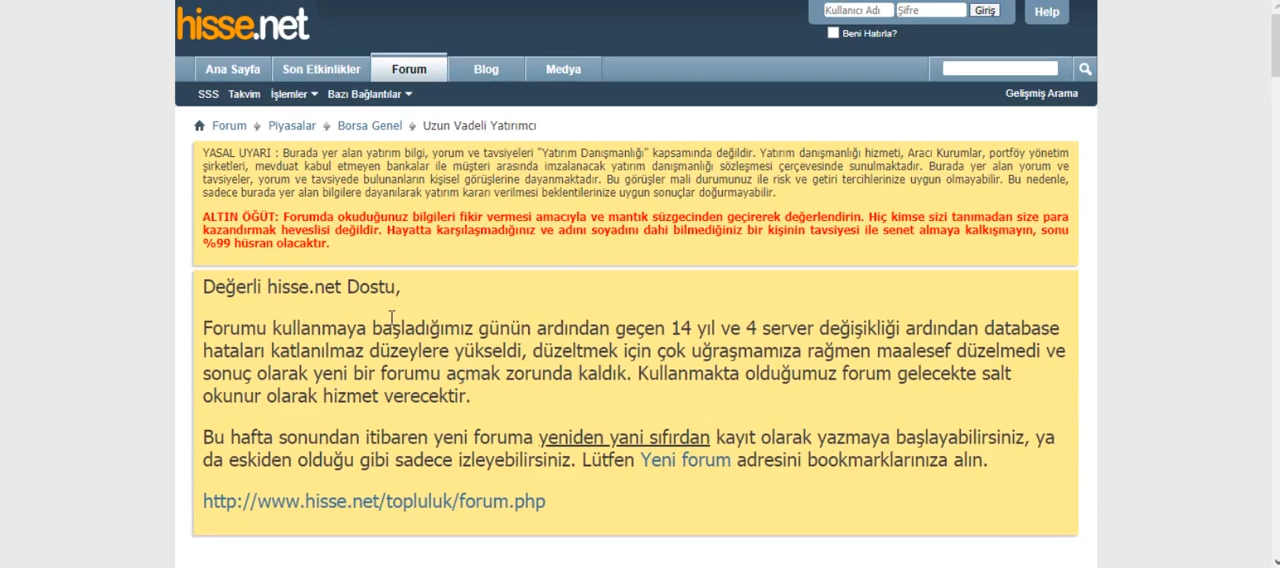 hisse.net
Kullanıcı Adı Şifre Giriş Help
Beni Hatırla?
Ana Sayfa Son Etkinlikler Forum Blog Medya
SSS Takvim İşlemler Bazı Bağlantılar Gelişmiş Arama
Forum Piyasalar Borsa Genel Uzun Vadeli Yatırımcı
YASAL UYARI : Burada yer alan yatırım bilgi, yorum ve tavsiyeleri "Yatırım Danışmanlığı" kapsamında değildir. Yatırım danışmanlığı hizmeti, Aracı Kurumlar, portföy yönetim
şirketleri, mevduat kabul etmeyen bankalar ile müşteri arasında imzalanacak yatırım danışmanlığı sözleşmesi çerçevesinde sunulmaktadır. Burada yer alan yorum ve
tavsiyeler, yorum ve tavsiyede bulunanların kişisel görüşlerine dayanmaktadır. Bu görüşler mali durumunuz ile risk ve getiri tercihlerinize uygun olmayabilir. Bu nedenle,
sadece burada yer alan bilgilere dayanılarak yatırım kararı verilmesi beklentilerinize uygun sonuçlar doğurmayabilir.
ALTIN ÖĞÜT: Forumda okuduğunuz bilgileri fikir vermesi amacıyla ve mantık süzgecinden geçirerek değerlendirin. Hiç kimse sizi tanımadan size para
kazandırmak heveslisi değildir. Hayatta karşılaşmadığınız ve adını soyadını dahi bilmediğiniz bir kişinin tavsiyesi ile senet almaya kalkışmayın, sonu
%99 hüsran olacaktır.
Değerli hisse.net Dostu,
Forumu kullanmaya başladığımız günün ardından geçen 14 yıl ve 4 server değişikliği ardından database
hataları katlanılmaz düzeylere yükseldi, düzeltmek için çok uğraşmamıza rağmen maalesef düzelmedi ve
sonuç olarak yeni bir forumu açmak zorunda kaldık. Kullanmakta olduğumuz forum gelecekte salt
okunur olarak hizmet verecektir.
Bu hafta sonundan itibaren yeni foruma yeniden yani sıfırdan kayıt olarak yazmaya başlayabilirsiniz, ya
da eskiden olduğu gibi sadece izleyebilirsiniz. Lütfen Yeni forum adresini bookmarklarınıza alın.
http://www.hisse.net/topluluk/forum.php